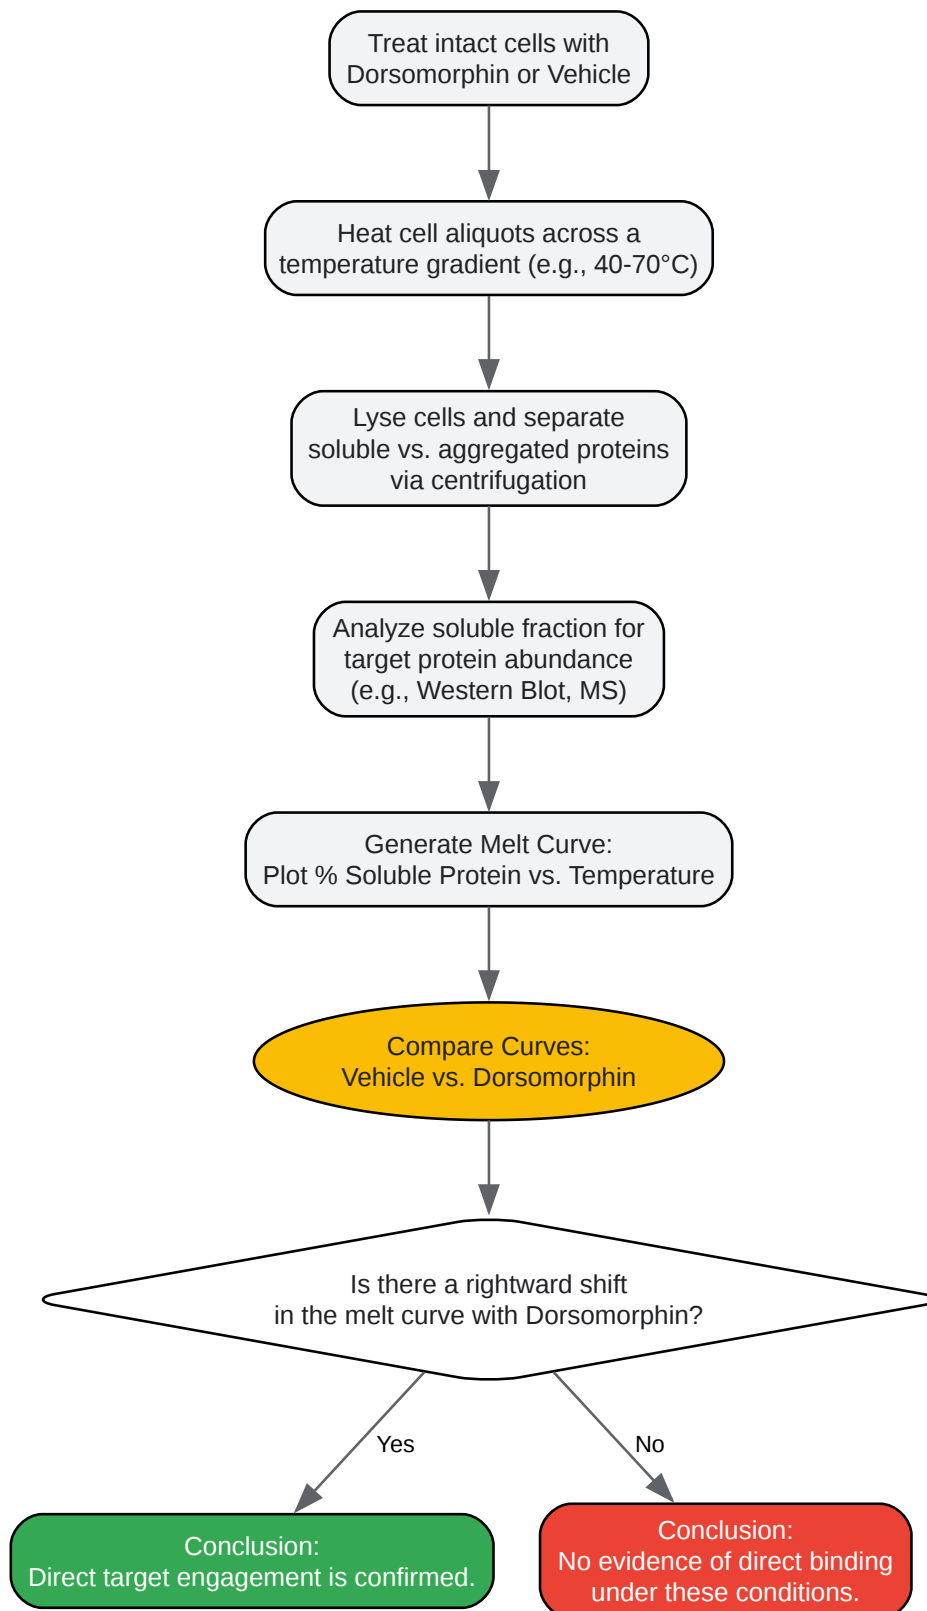 Treat intact cells with
Dorsomorphin or Vehicle
Heat cell aliquots across a
temperature gradient (e.g., 40-70°C)
Lyse cells and separate
soluble vs. aggregated proteins
via centrifugation
Analyze soluble fraction for
target protein abundance
(e.g., Western Blot, MS)
Generate Melt Curve:
Plot % Soluble Protein vs. Temperature
Compare Curves:
Vehicle vs. Dorsomorphin
Is there a rightward shift
in the melt curve with Dorsomorphin?
Yes
No
Conclusion:
Direct target engagement is confirmed.
Conclusion:
No evidence of direct binding
under these conditions.